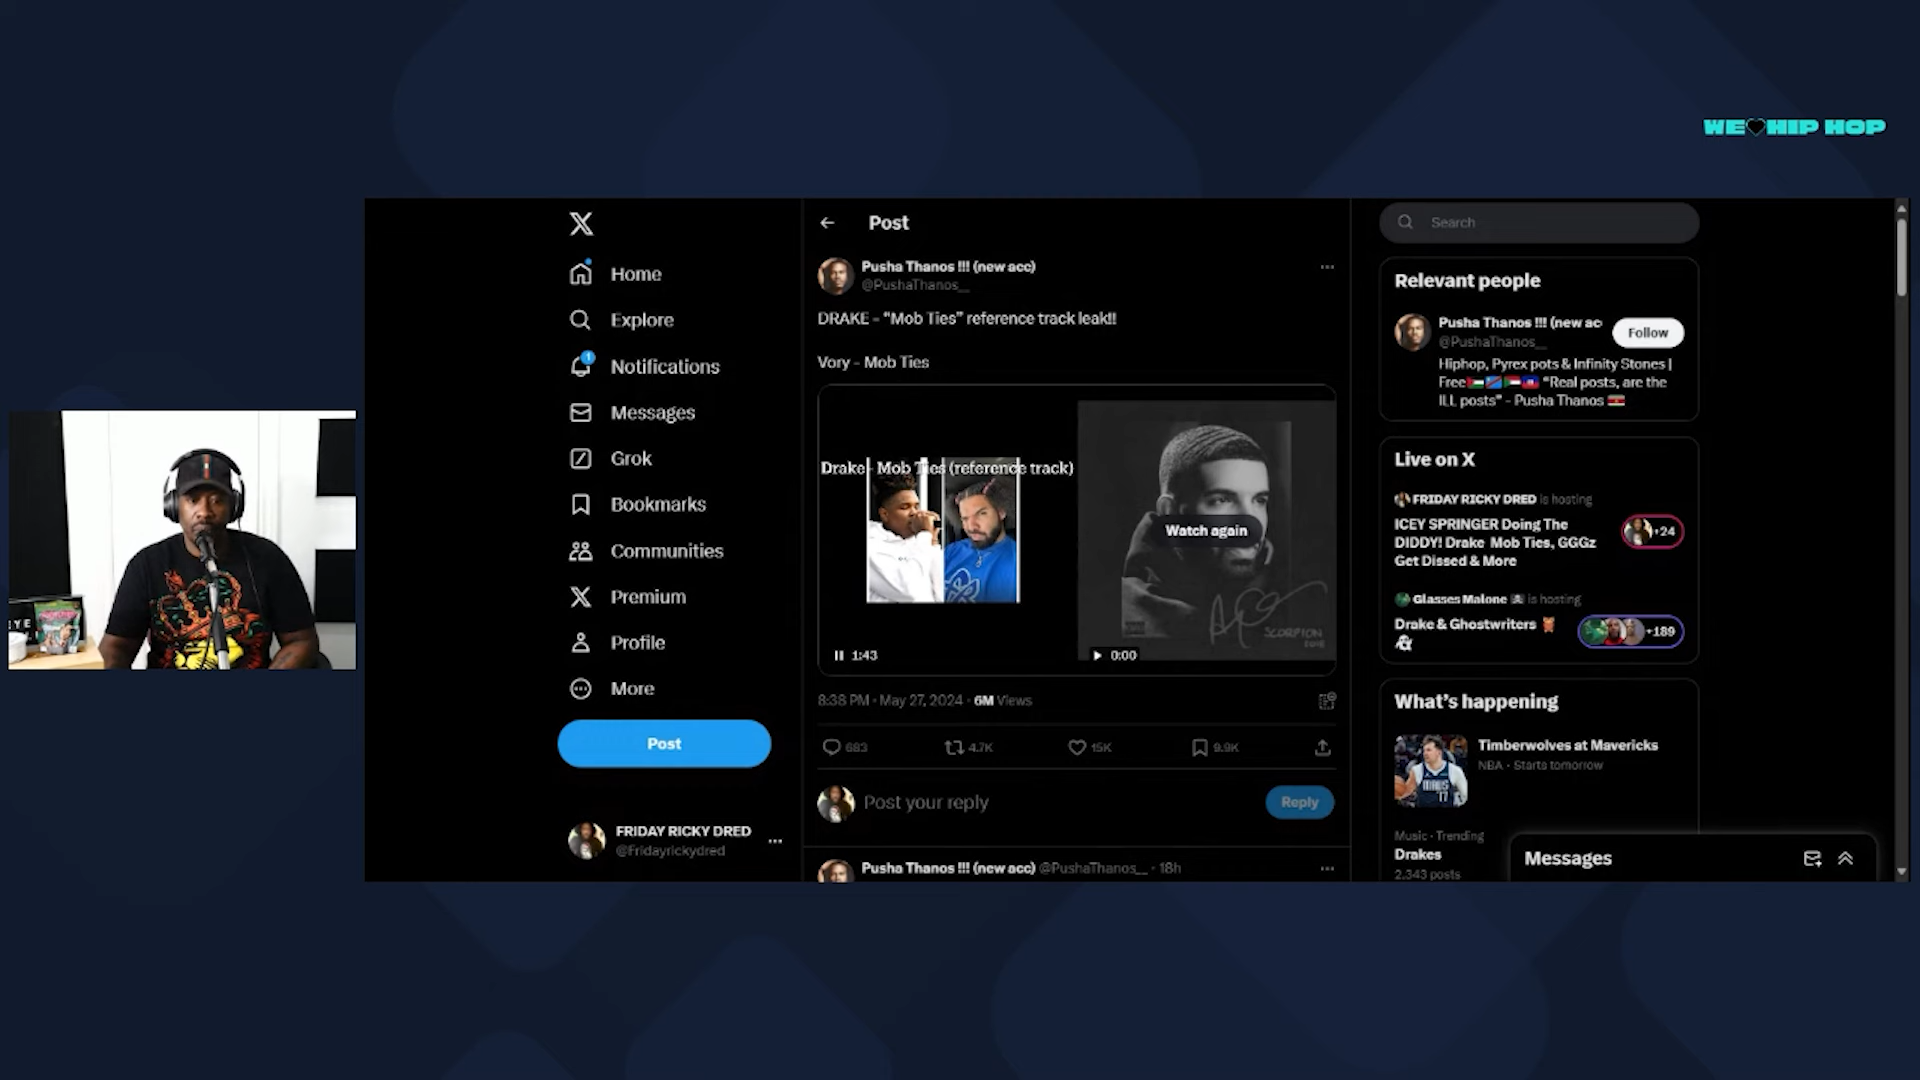 WE🖤HIP HOP
X
Home
Explore
1
Notifications
Messages
Grok
Bookmarks
Communities
Premium
Profile
More
Post
FRIDAY RICKY DRED
@Fridayrickydred
Post
Pusha Thanos !!! (new acc)
@PushaThanos__
DRAKE - “Mob Ties” reference track leak!!
Vory - Mob Ties
Drake - Mob Ties (reference track)
1:43
Watch again
SCORPION
0:00
8:38 PM · May 27, 2024 · 6M Views
683
4.7K
15K
9.9K
Post your reply
Reply
Pusha Thanos !!! (new acc) @PushaThanos__ · 18h
Search
Relevant people
Pusha Thanos !!! (new ac
@PushaThanos__
Follow
Hiphop, Pyrex pots & Infinity Stones |
Free🇵🇸🇨🇩🇸🇩🇭🇹 “Real posts, are the
ILL posts” - Pusha Thanos 🇸🇷
Live on X
FRIDAY RICKY DRED is hosting
ICEY SPRINGER Doing The
DIDDY! Drake Mob Ties, GGGz
Get Dissed & More
+24
Glasses Malone is hosting
Drake & Ghostwriters
+189
What’s happening
Timberwolves at Mavericks
NBA · Starts tomorrow
Music · Trending
Drakes
2,343 posts
Messages